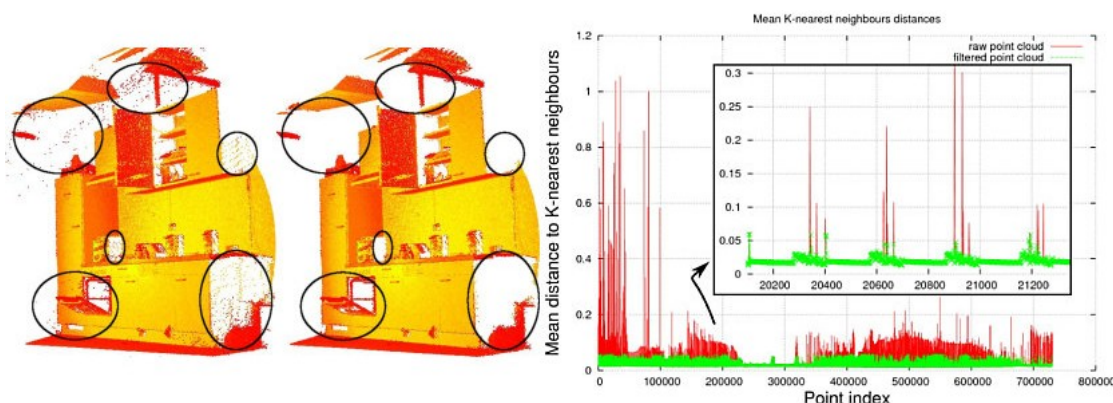 Mean K-nearest neighbours distances
Mean distance to K-nearest neighbours
1.2
1
0.8
0.6
0.4
0.2
0
raw point cloud
filtered point cloud
0.3
0.25
0.2
0.15
0.1
0.05
0
20200 20400 20600 20800 21000 21200
0 100000 200000 300000 400000 500000 600000 700000 800000
Point index